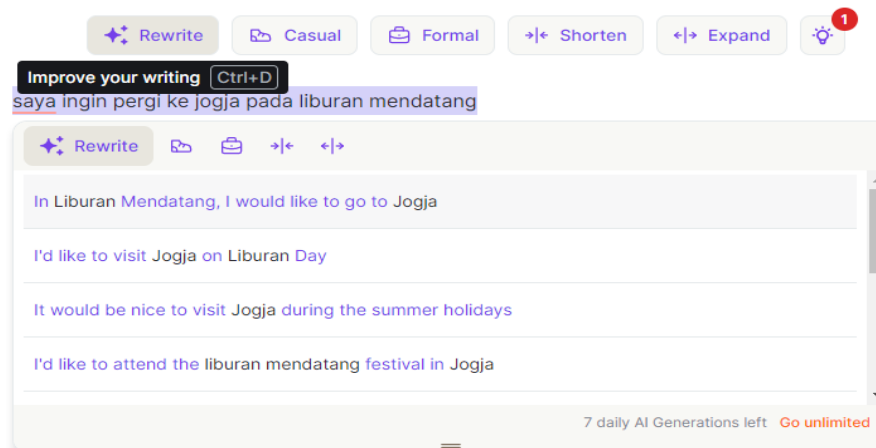 Rewrite Casual Formal Shorten Expand 1
Improve your writing Ctrl+D
saya ingin pergi ke jogja pada liburan mendatang
Rewrite
In Liburan Mendatang, I would like to go to Jogja
I'd like to visit Jogja on Liburan Day
It would be nice to visit Jogja during the summer holidays
I'd like to attend the liburan mendatang festival in Jogja
7 daily AI Generations left Go unlimited